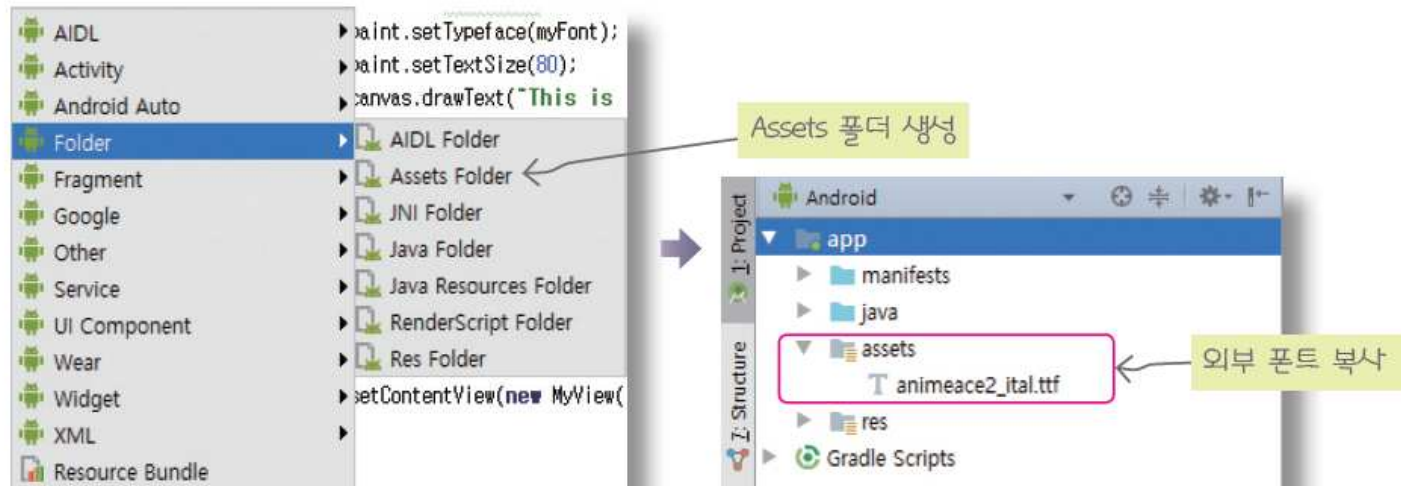 AIDL
Activity
Android Auto
Folder
Fragment
Google
Other
Service
UI Component
Wear
Widget
XML
Resource Bundle
paint.setTypeface(myFont);
paint.setTextSize(80);
canvas.drawText("This is
AIDL Folder
Assets Folder
JNI Folder
Java Folder
Java Resources Folder
RenderScript Folder
Res Folder
setContentView(new MyView(
Assets 폴더 생성
1: Project
7: Structure
Android
app
manifests
java
assets
animeace2_ital.ttf
res
Gradle Scripts
외부 폰트 복사